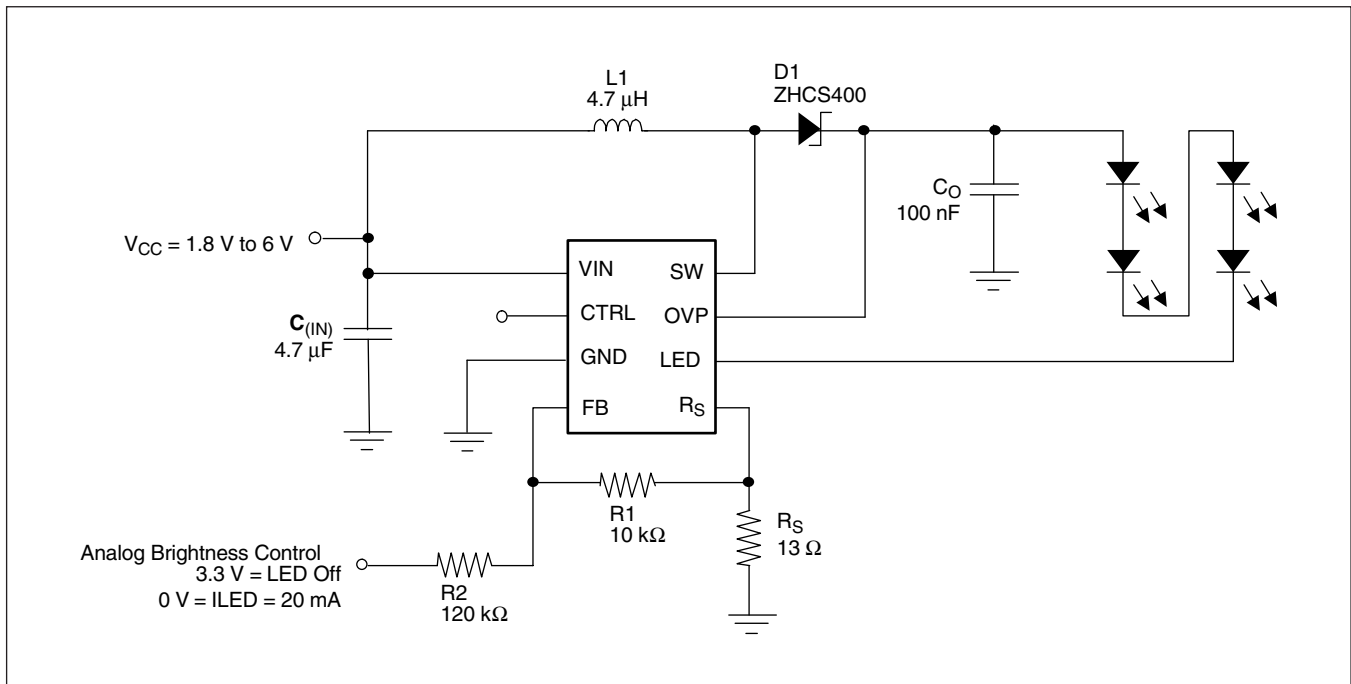 L1
4.7 μH
D1
ZHCS400
CO
100 nF
VCC = 1.8 V to 6 V
C(IN)
4.7 μF
VIN
CTRL
GND
FB
SW
OVP
LED
RS
R1
10 kΩ
RS
13 Ω
Analog Brightness Control
3.3 V = LED Off
0 V = ILED = 20 mA
R2
120 kΩ